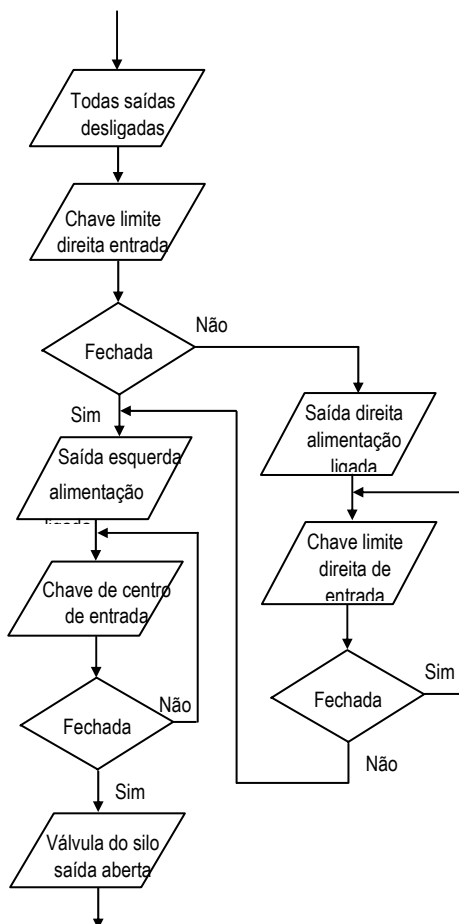 Todas saídas
desligadas
Chave limite
direita entrada
Fechada
Não
Sim
Saída direita
alimentação
ligada
Saída esquerda
alimentação
ligada
Chave limite
direita de
entrada
Chave de centro
de entrada
Fechada
Sim
Não
Fechada
Não
Sim
Válvula do silo
saída aberta